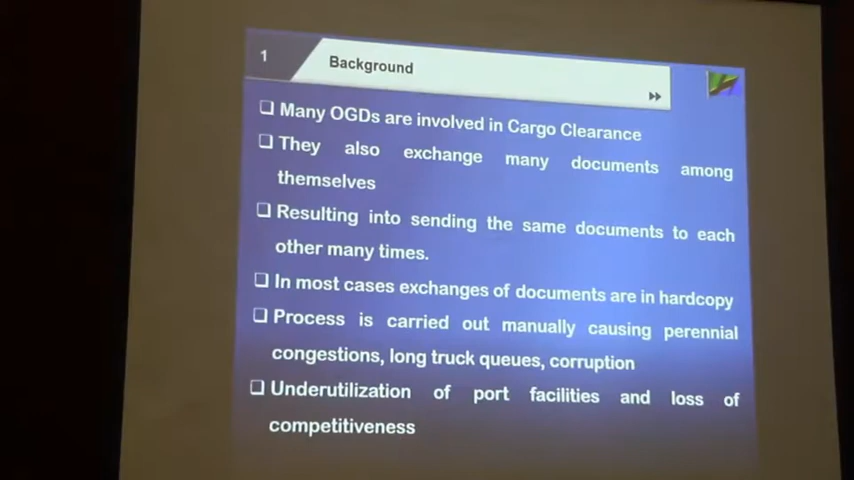 1
Background
Many OGDs are involved in Cargo Clearance
They also exchange many documents among
themselves
Resulting into sending the same documents to each
other many times.
In most cases exchanges of documents are in hardcopy
Process is carried out manually causing perennial
congestions, long truck queues, corruption
Underutilization of port facilities and loss of
competitiveness